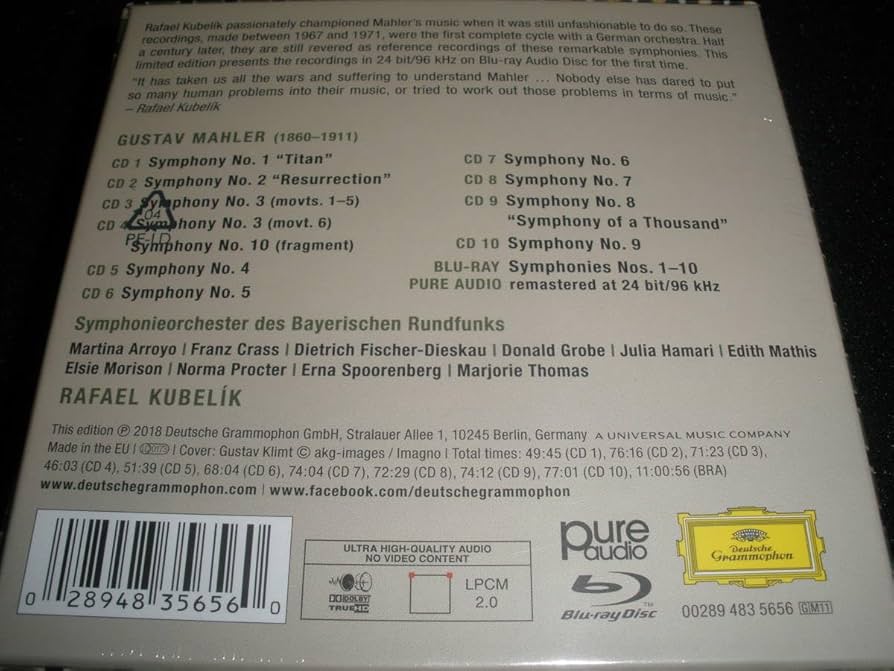 Rafael Kubelík passionately championed Mahler's music when it was still unfashionable to do so. These
recordings, made between 1967 and 1971, were the first complete cycle with a German orchestra. Half
a century later, they are still revered as reference recordings of these remarkable symphonies. This
limited edition presents the recordings in 24 bit/96 kHz on Blu-ray Audio Disc for the first time.
"It has taken us all the wars and suffering to understand Mahler ... Nobody else has dared to put
so many human problems into their music, or tried to work out those problems in terms of music."
– Rafael Kubelík
GUSTAV MAHLER (1860–1911)
CD 1 Symphony No. 1 "Titan"
CD 2 Symphony No. 2 "Resurrection"
CD 3 Symphony No. 3 (movts. 1–5)
CD 4 Symphony No. 3 (movt. 6)
Symphony No. 10 (fragment)
CD 5 Symphony No. 4
CD 6 Symphony No. 5
04
PE-LD
CD 7 Symphony No. 6
CD 8 Symphony No. 7
CD 9 Symphony No. 8
"Symphony of a Thousand"
CD 10 Symphony No. 9
BLU-RAY Symphonies Nos. 1–10
PURE AUDIO remastered at 24 bit/96 kHz
Symphonieorchester des Bayerischen Rundfunks
Martina Arroyo | Franz Crass | Dietrich Fischer-Dieskau | Donald Grobe | Julia Hamari | Edith Mathis
Elsie Morison | Norma Procter | Erna Spoorenberg | Marjorie Thomas
RAFAEL KUBELÍK
This edition ℗ 2018 Deutsche Grammophon GmbH, Stralauer Allee 1, 10245 Berlin, Germany A UNIVERSAL MUSIC COMPANY
Made in the EU | Cover: Gustav Klimt © akg-images / Imagno | Total times: 49:45 (CD 1), 76:16 (CD 2), 71:23 (CD 3),
46:03 (CD 4), 51:39 (CD 5), 68:04 (CD 6), 74:04 (CD 7), 72:29 (CD 8), 74:12 (CD 9), 77:01 (CD 10), 11:00:56 (BRA)
www.deutschegrammophon.com | www.facebook.com/deutschegrammophon
0 28948 35656 0
ULTRA HIGH-QUALITY AUDIO
NO VIDEO CONTENT
DOLBY
TRUEHD
LPCM
2.0
pure
audio
Blu-ray Disc™
Deutsche
Grammophon
00289 483 5656 GM11